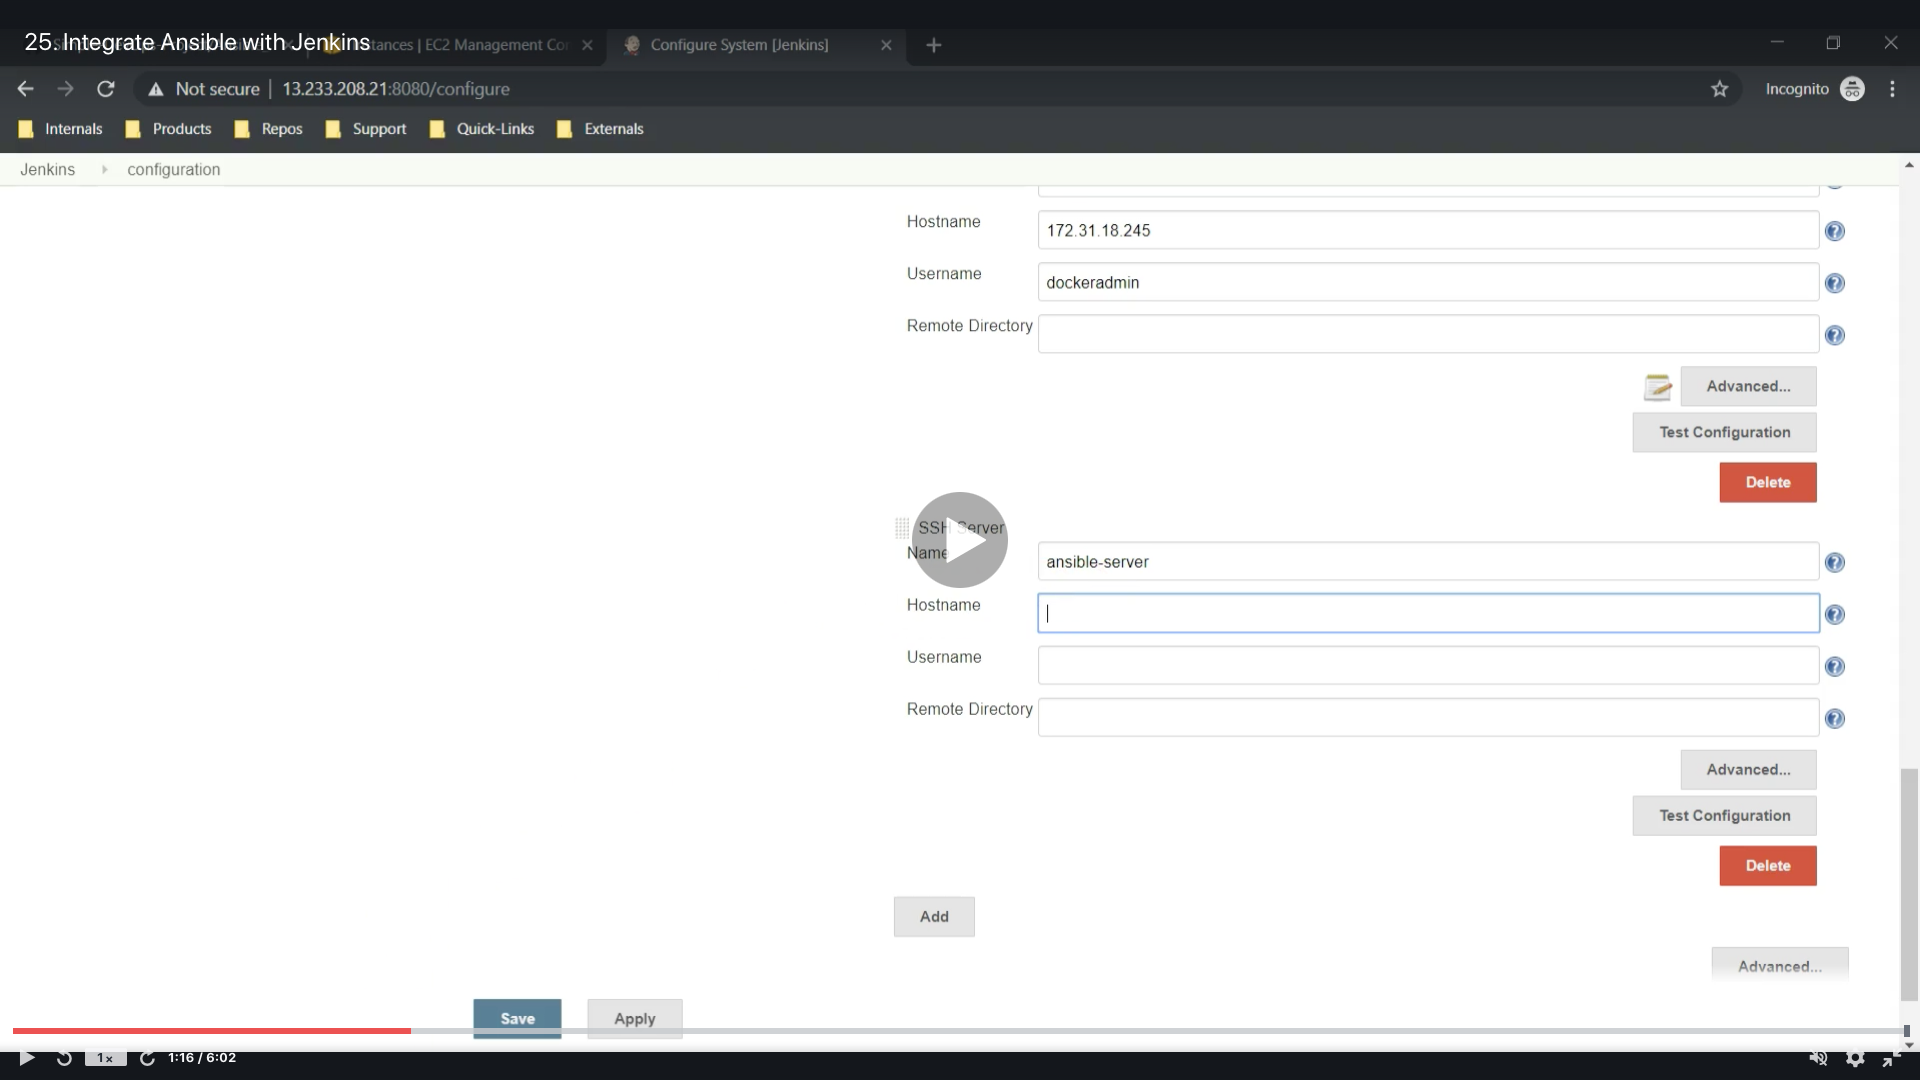 25. Integrate Ansible with Jenkins
tances | EC2 Management Co
Configure System [Jenkins]
Not secure
13.233.208.21:8080/configure
Incognito
Internals
Products
Repos
Support
Quick-Links
Externals
Jenkins
configuration
Hostname
172.31.18.245
Username
dockeradmin
Remote Directory
Advanced...
Test Configuration
Delete
SSH Server
Name
ansible-server
Hostname
Username
Remote Directory
Advanced...
Test Configuration
Delete
Add
Advanced...
Save
Apply
1x
1:16 / 6:02